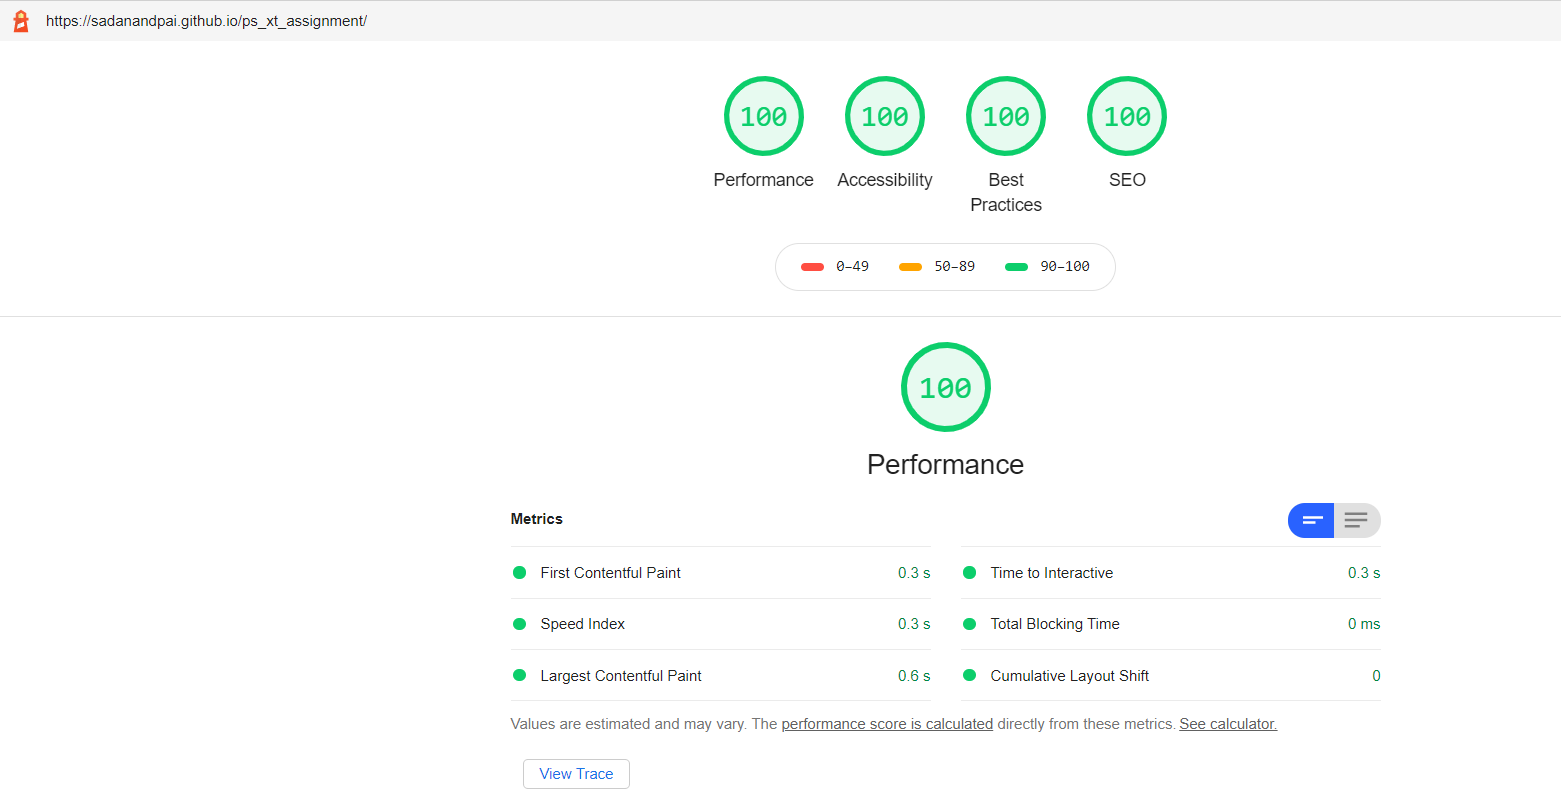 https://sadanandpai.github.io/ps_xt_assignment/
100 100 100 100
Performance Accessibility Best Practices SEO
0–49 50–89 90–100
100
Performance
Metrics
First Contentful Paint 0.3 s Time to Interactive 0.3 s
Speed Index 0.3 s Total Blocking Time 0 ms
Largest Contentful Paint 0.6 s Cumulative Layout Shift 0
Values are estimated and may vary. The performance score is calculated directly from these metrics. See calculator.
View Trace